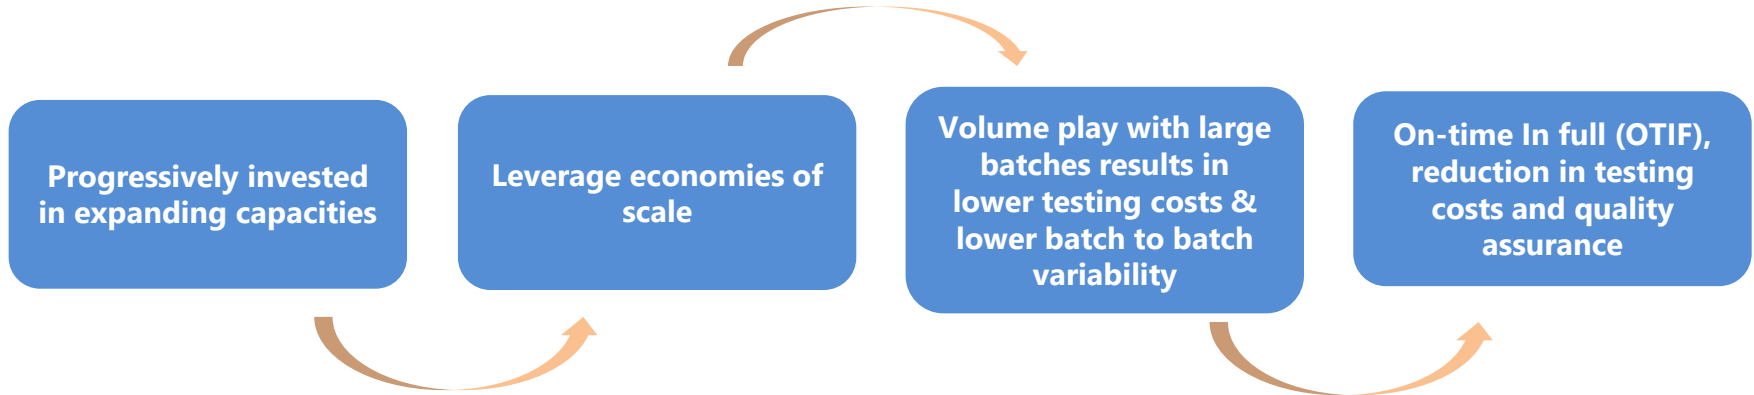 Progressively invested
in expanding capacities
Leverage economies of
scale
Volume play with large
batches results in
lower testing costs &
lower batch to batch
variability
On-time In full (OTIF),
reduction in testing
costs and quality
assurance